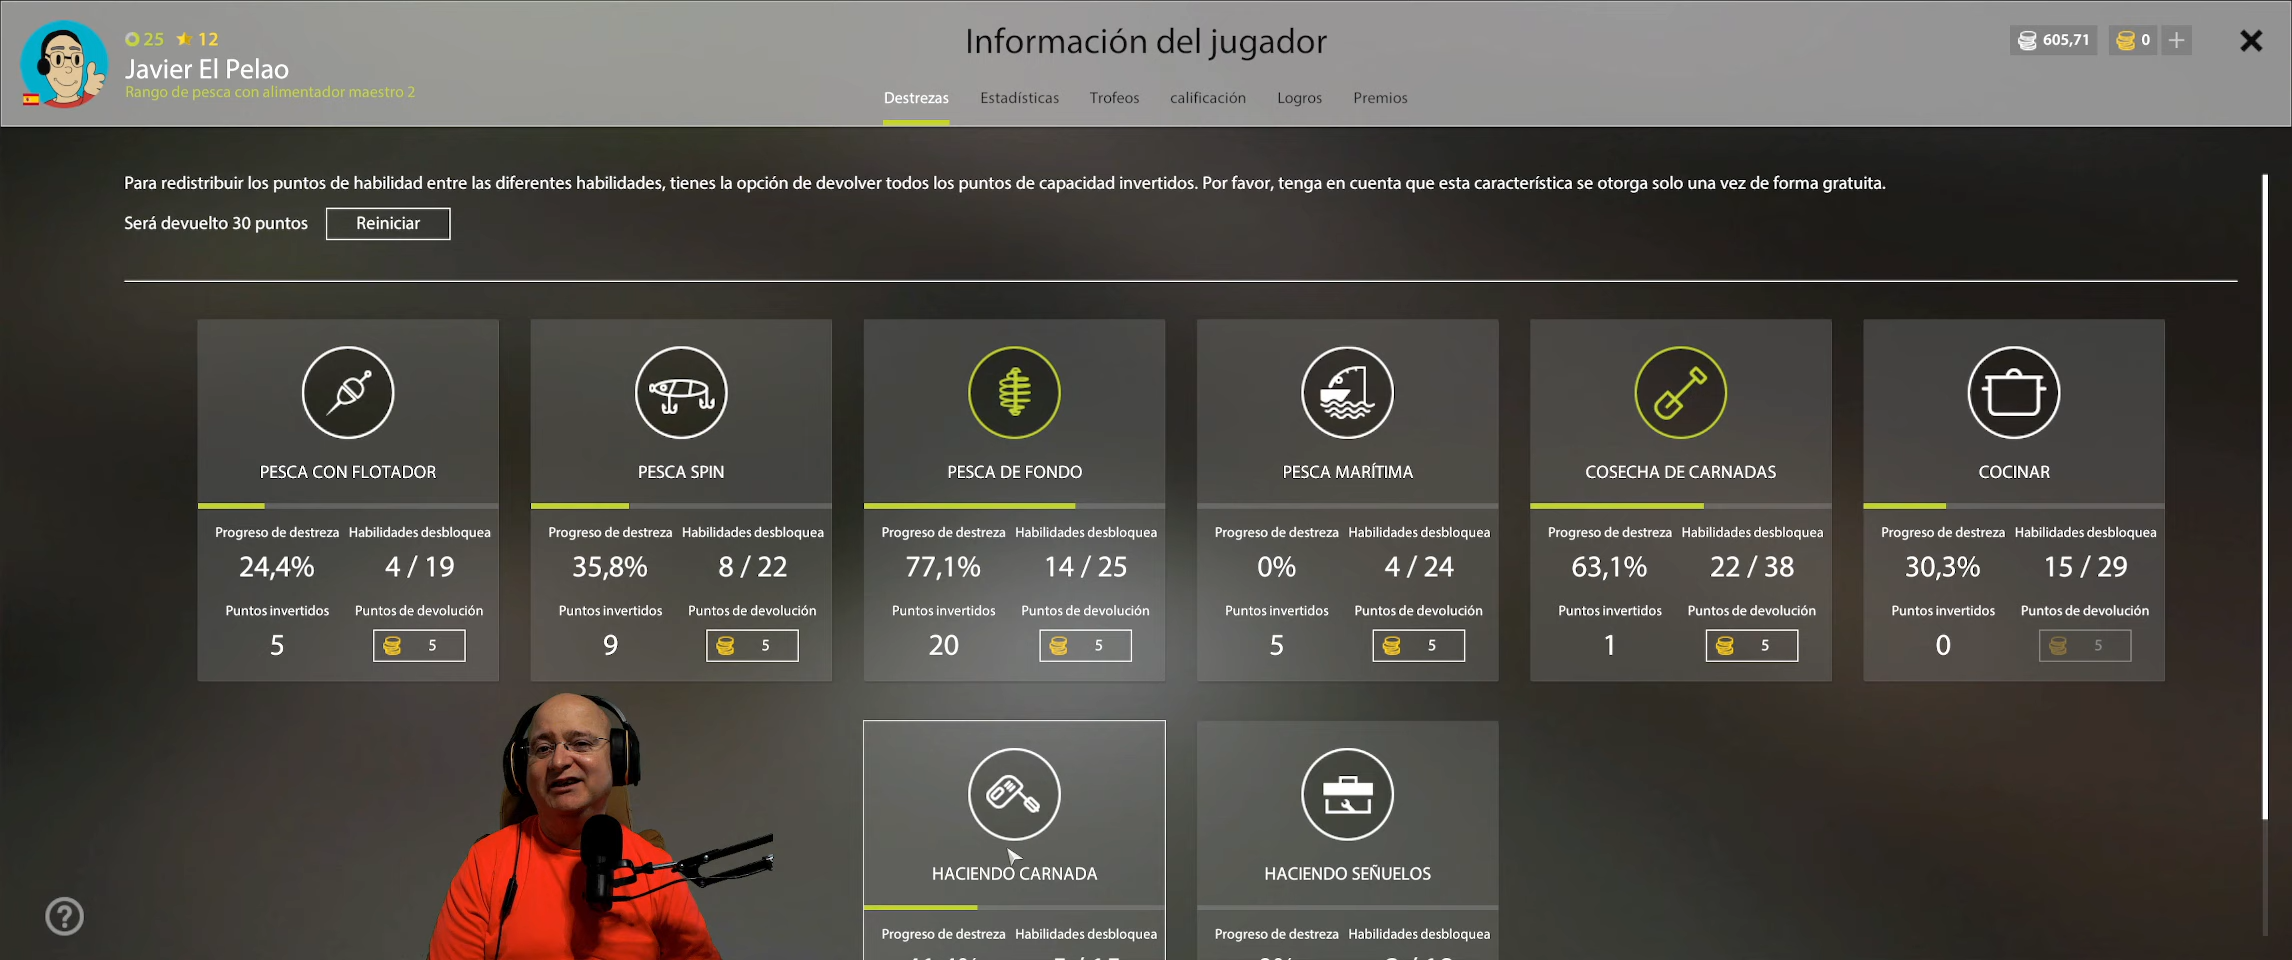 25 12
Javier El Pelao
Rango de pesca con alimentador maestro 2
Información del jugador
605,71 0 +
Destrezas Estadísticas Trofeos calificación Logros Premios
Para redistribuir los puntos de habilidad entre las diferentes habilidades, tienes la opción de devolver todos los puntos de capacidad invertidos. Por favor, tenga en cuenta que esta característica se otorga solo una vez de forma gratuita.
Será devuelto 30 puntos Reiniciar
PESCA CON FLOTADOR
Progreso de destreza Habilidades desbloquea
24,4% 4 / 19
Puntos invertidos Puntos de devolución
5 5
PESCA SPIN
Progreso de destreza Habilidades desbloquea
35,8% 8 / 22
Puntos invertidos Puntos de devolución
9 5
PESCA DE FONDO
Progreso de destreza Habilidades desbloquea
77,1% 14 / 25
Puntos invertidos Puntos de devolución
20 5
PESCA MARÍTIMA
Progreso de destreza Habilidades desbloquea
0% 4 / 24
Puntos invertidos Puntos de devolución
5 5
COSECHA DE CARNADAS
Progreso de destreza Habilidades desbloquea
63,1% 22 / 38
Puntos invertidos Puntos de devolución
1 5
COCINAR
Progreso de destreza Habilidades desbloquea
30,3% 15 / 29
Puntos invertidos Puntos de devolución
0 5
HACIENDO CARNADA
Progreso de destreza Habilidades desbloquea
HACIENDO SEÑUELOS
Progreso de destreza Habilidades desbloquea
?